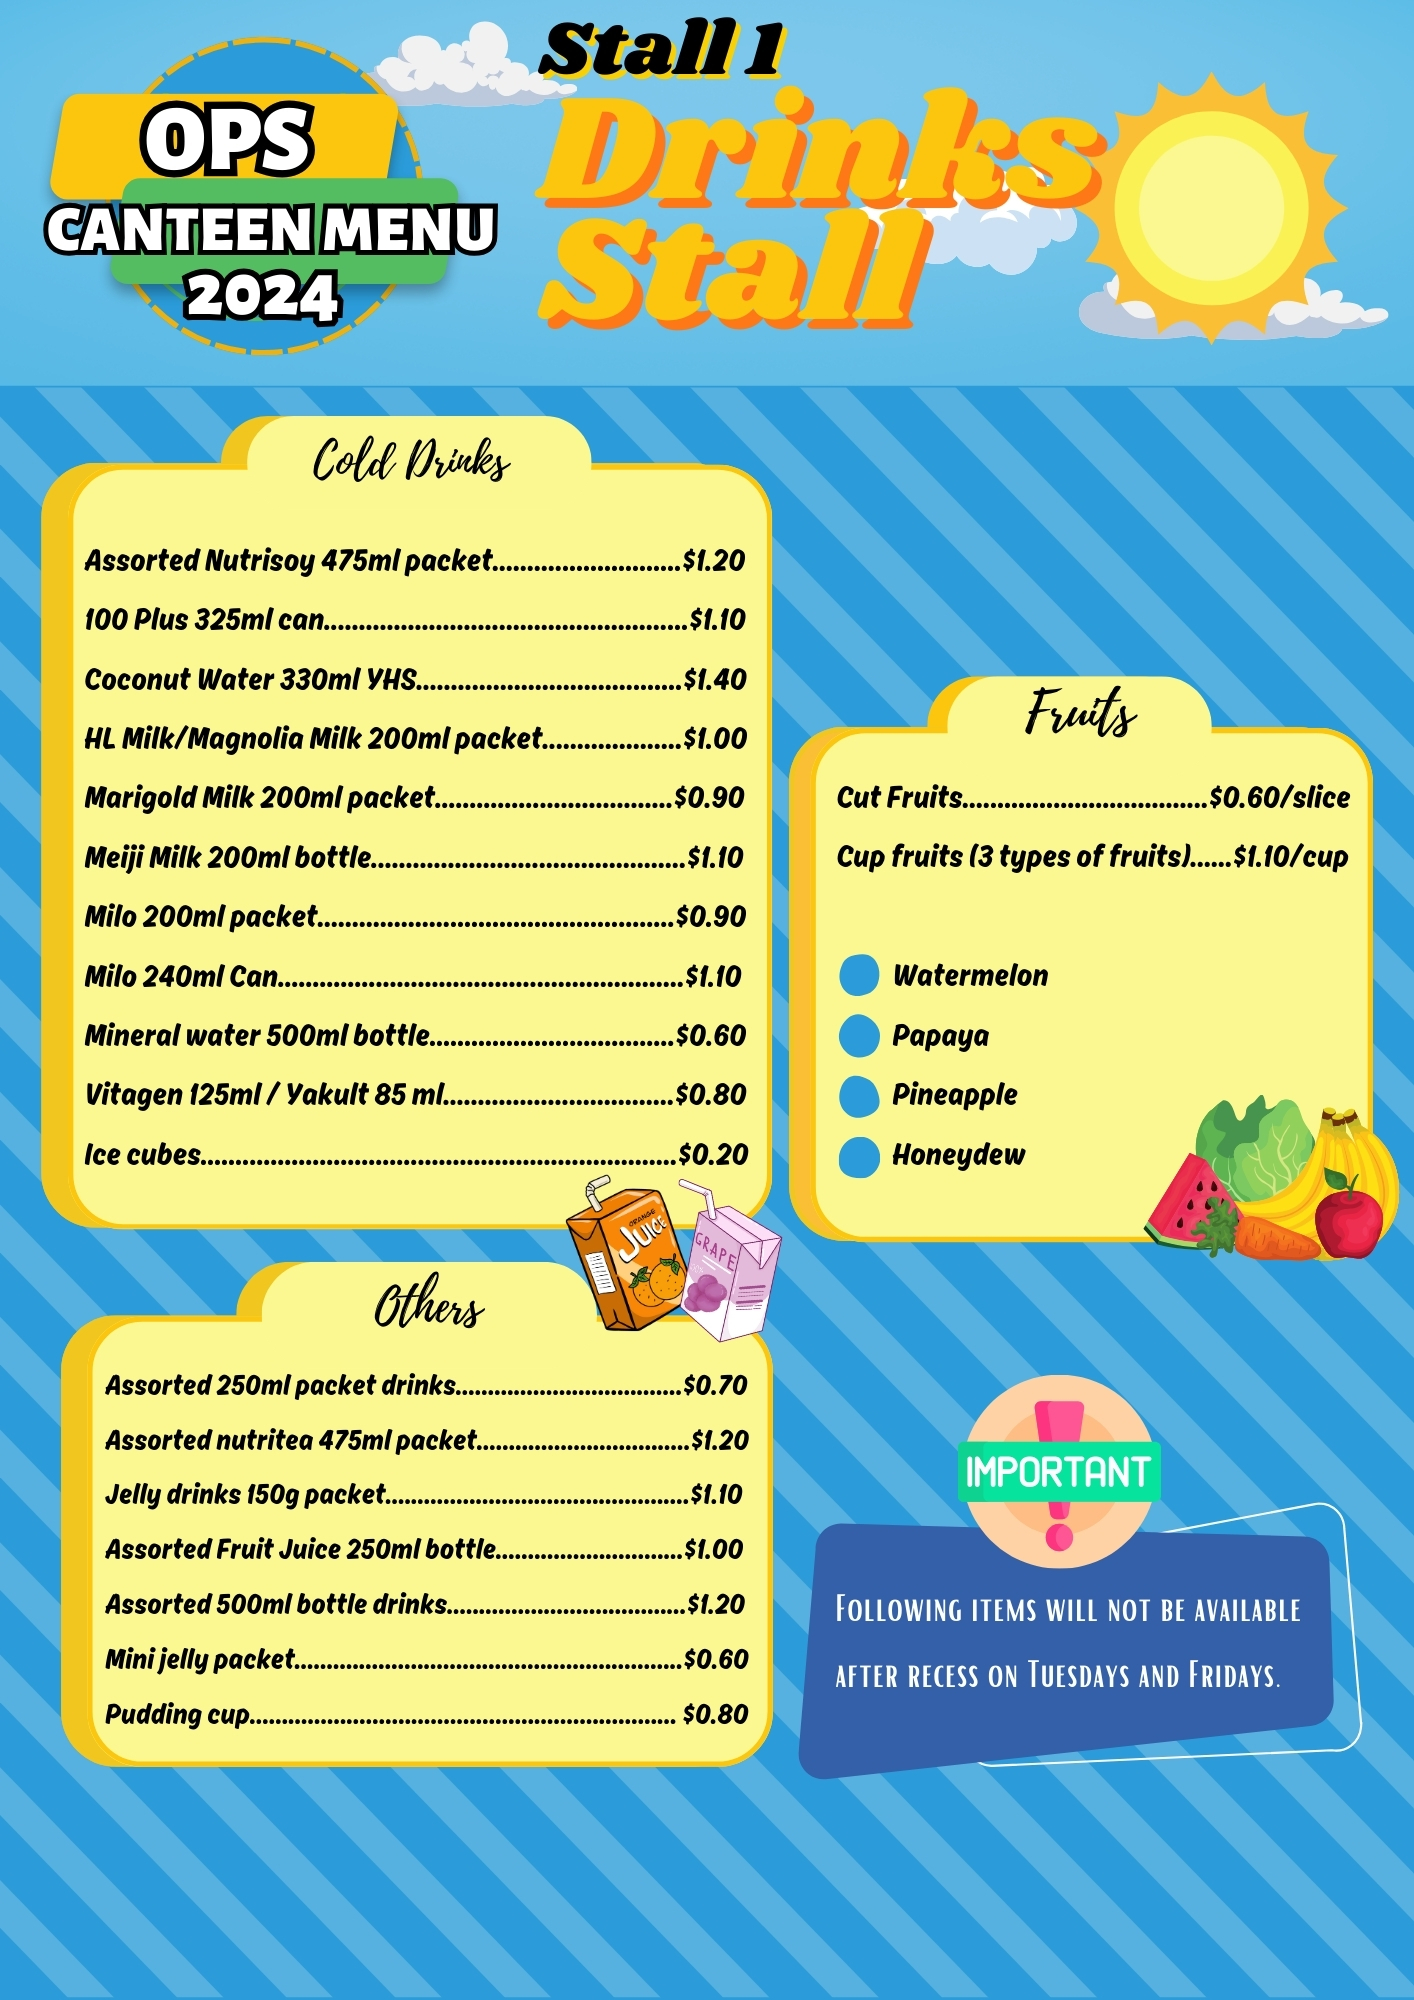 OPS
CANTEEN MENU
2024
Stall 1
Drinks
Stall
Cold Drinks
Assorted Nutrisoy 475ml packet...........................$1.20
100 Plus 325ml can....................................................$1.10
Coconut Water 330ml YHS......................................$1.40
HL Milk/Magnolia Milk 200ml packet....................$1.00
Marigold Milk 200ml packet..................................$0.90
Meiji Milk 200ml bottle.............................................$1.10
Milo 200ml packet...................................................$0.90
Milo 240ml Can..........................................................$1.10
Mineral water 500ml bottle...................................$0.60
Vitagen 125ml / Yakult 85 ml.................................$0.80
Ice cubes....................................................................$0.20
Fruits
Cut Fruits...................................$0.60/slice
Cup fruits (3 types of fruits)......$1.10/cup
Watermelon
Papaya
Pineapple
Honeydew
ORANGE
JUICE
GRAPE
Others
Assorted 250ml packet drinks.....................................$0.70
Assorted nutritea 475ml packet...................................$1.20
Jelly drinks 150g packet..................................................$1.10
Assorted Fruit Juice 250ml bottle...............................$1.00
Assorted 500ml bottle drinks.......................................$1.20
Mini jelly packet...............................................................$0.60
Pudding cup...................................................................... $0.80
IMPORTANT
Following items will not be available
after recess on Tuesdays and Fridays.